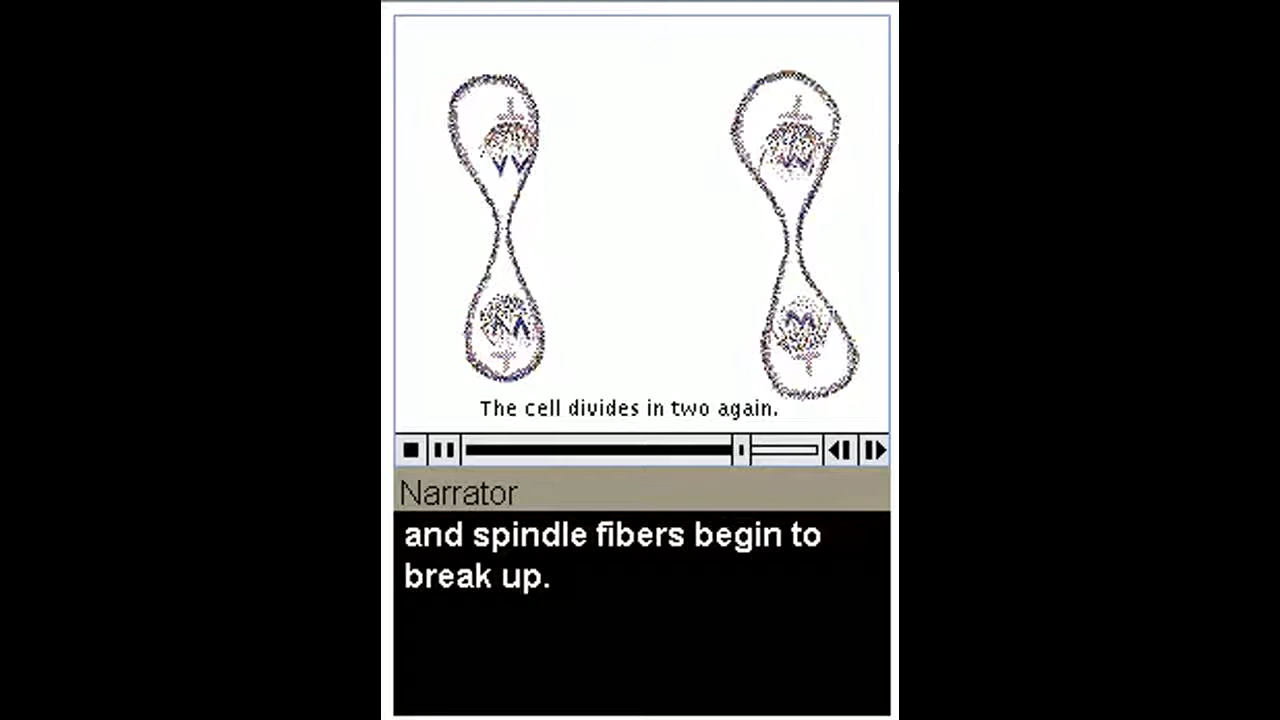 The cell divides in two again.
Narrator
and spindle fibers begin to
break up.